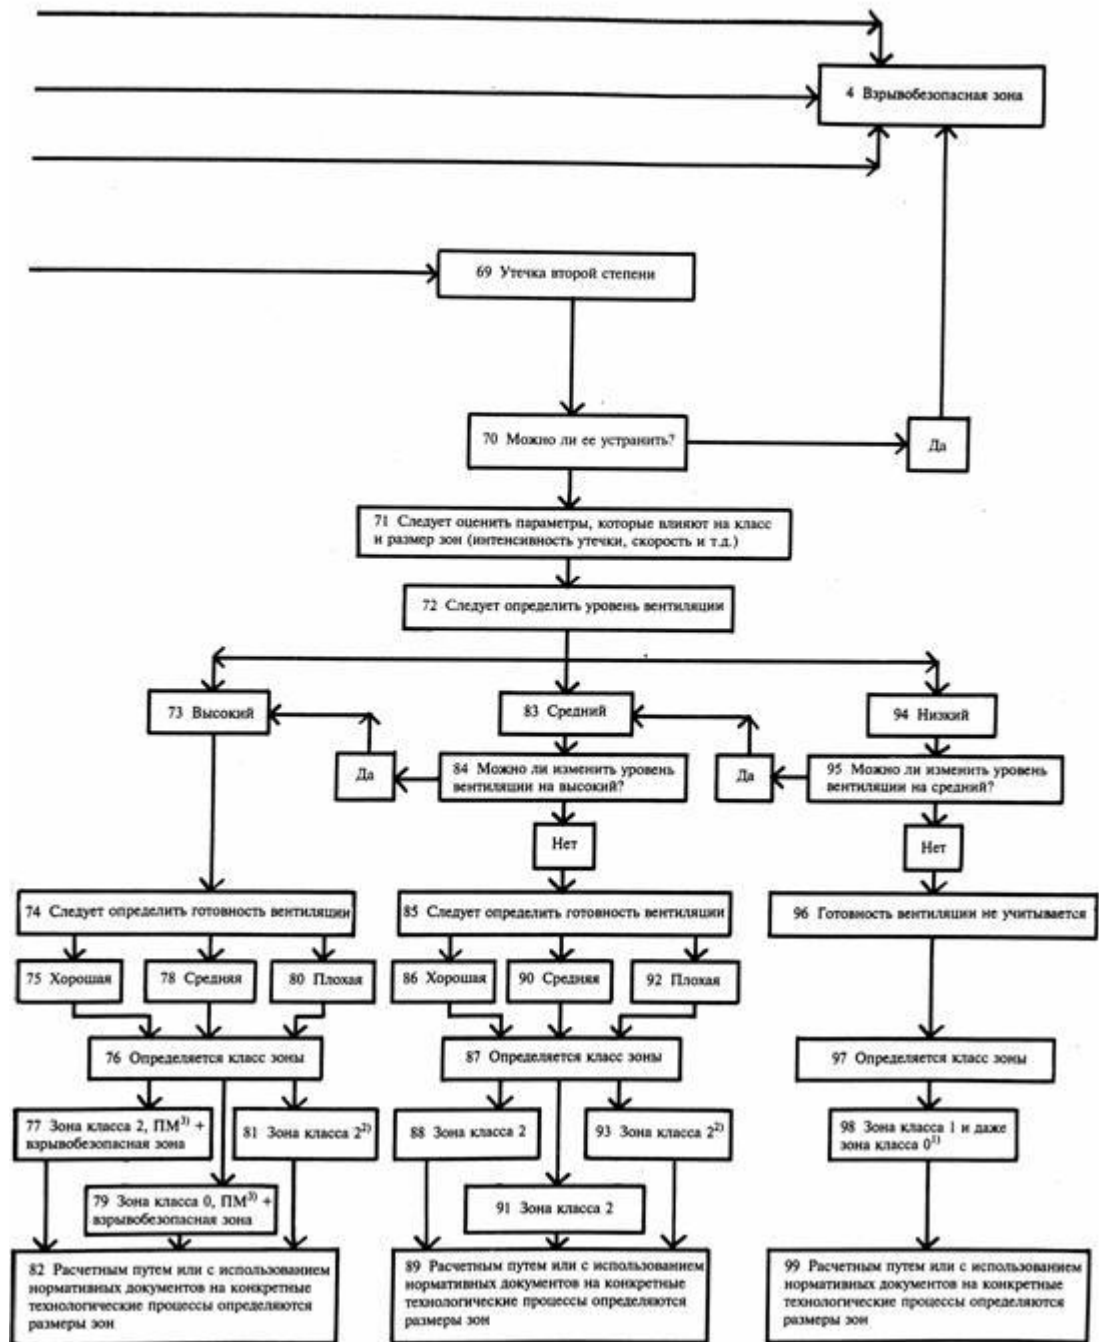 4 Взрывобезопасная зона
69 Утечка второй степени
70 Можно ли ее устранить?
Да
71 Следует оценить параметры, которые влияют на класс
и размер зон (интенсивность утечки, скорость и т.д.)
72 Следует определить уровень вентиляции
73 Высокий
83 Средний
94 Низкий
Да
84 Можно ли изменить уровень
вентиляции на высокий?
Да
95 Можно ли изменить уровень
вентиляции на средний?
Нет
Нет
74 Следует определить готовность вентиляции
85 Следует определить готовность вентиляции
96 Готовность вентиляции не учитывается
75 Хорошая
78 Средняя
80 Плохая
86 Хорошая
90 Средняя
92 Плохая
76 Определяется класс зоны
87 Определяется класс зоны
97 Определяется класс зоны
77 Зона класса 2, ПМ³⁾ +
взрывобезопасная зона
81 Зона класса 2²⁾
88 Зона класса 2
93 Зона класса 2²⁾
98 Зона класса 1 и даже
зона класса 0¹⁾
79 Зона класса 0, ПМ³⁾ +
взрывобезопасная зона
91 Зона класса 2
82 Расчетным путем или с использованием
нормативных документов на конкретные
технологические процессы определяются
размеры зон
89 Расчетным путем или с использованием
нормативных документов на конкретные
технологические процессы определяются
размеры зон
99 Расчетным путем или с использованием
нормативных документов на конкретные
технологические процессы определяются
размеры зон